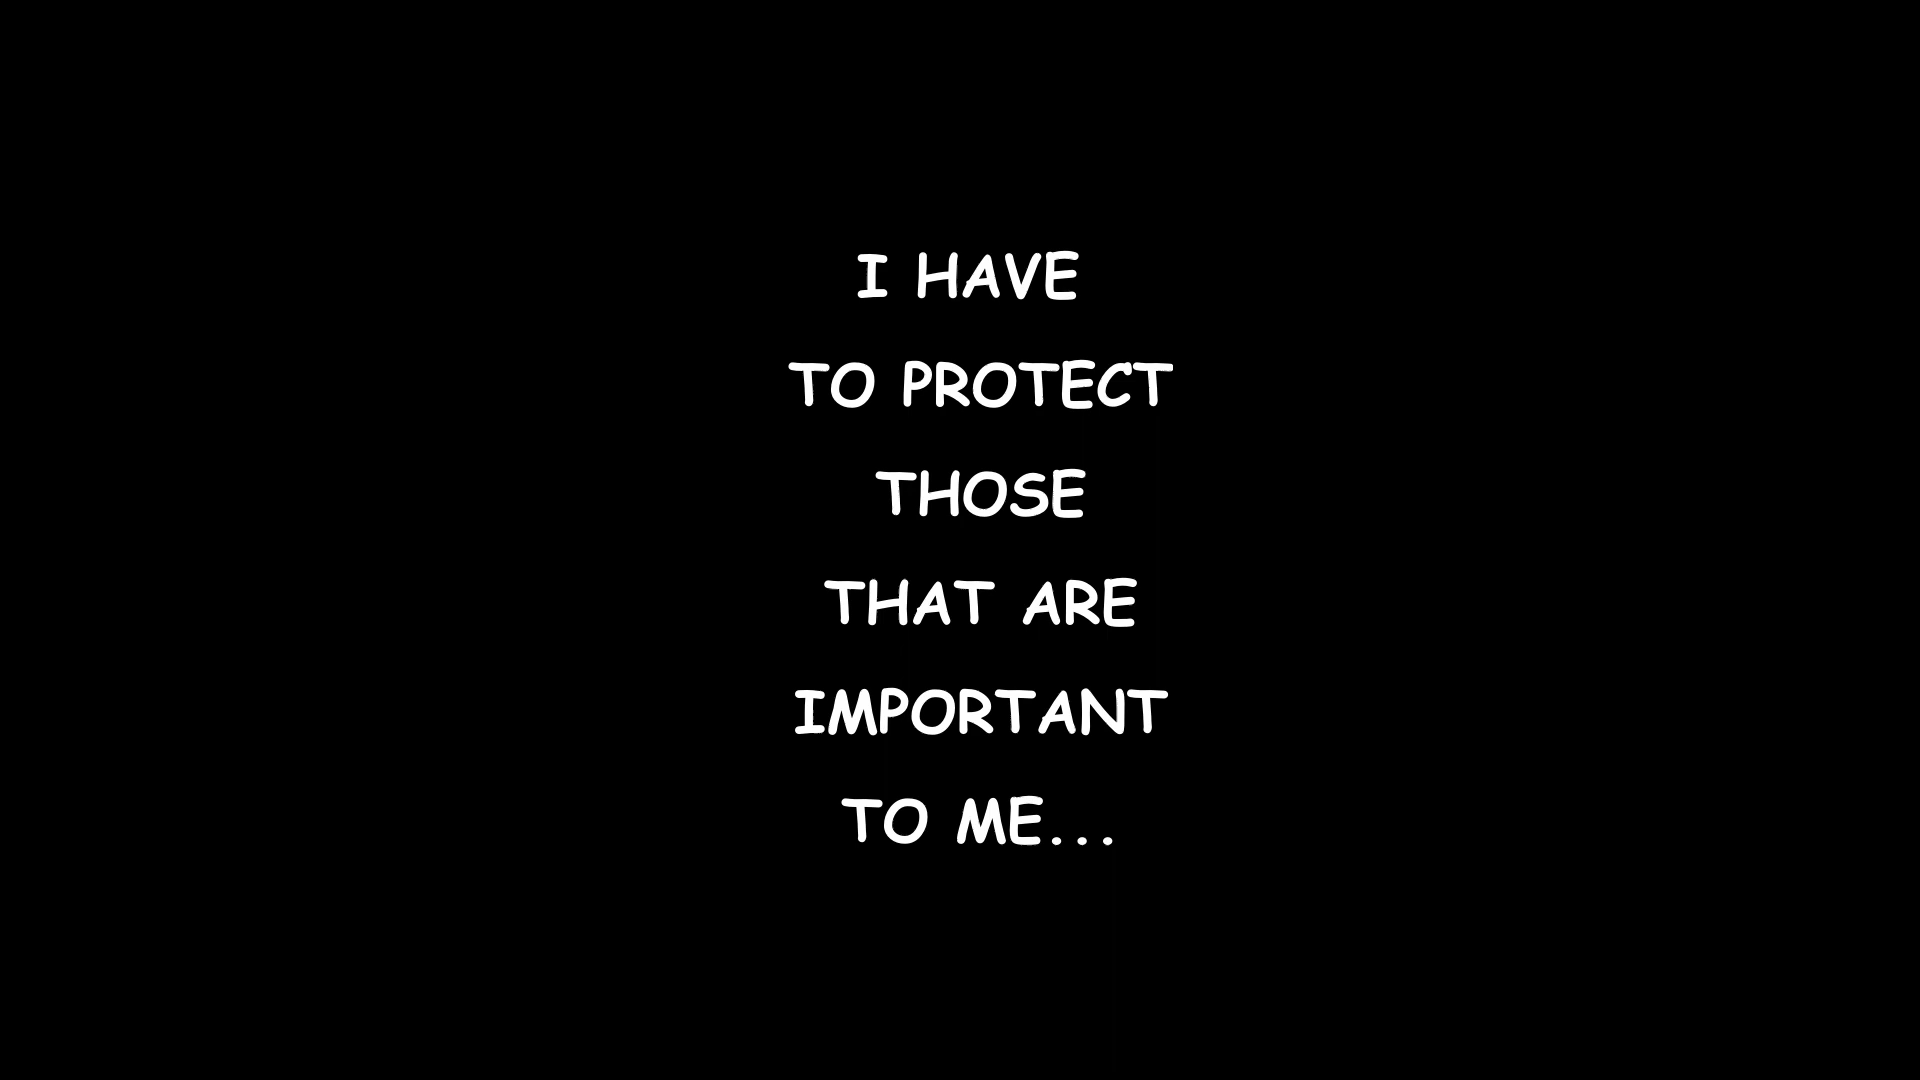 I HAVE
TO PROTECT
THOSE
THAT ARE
IMPORTANT
TO ME...